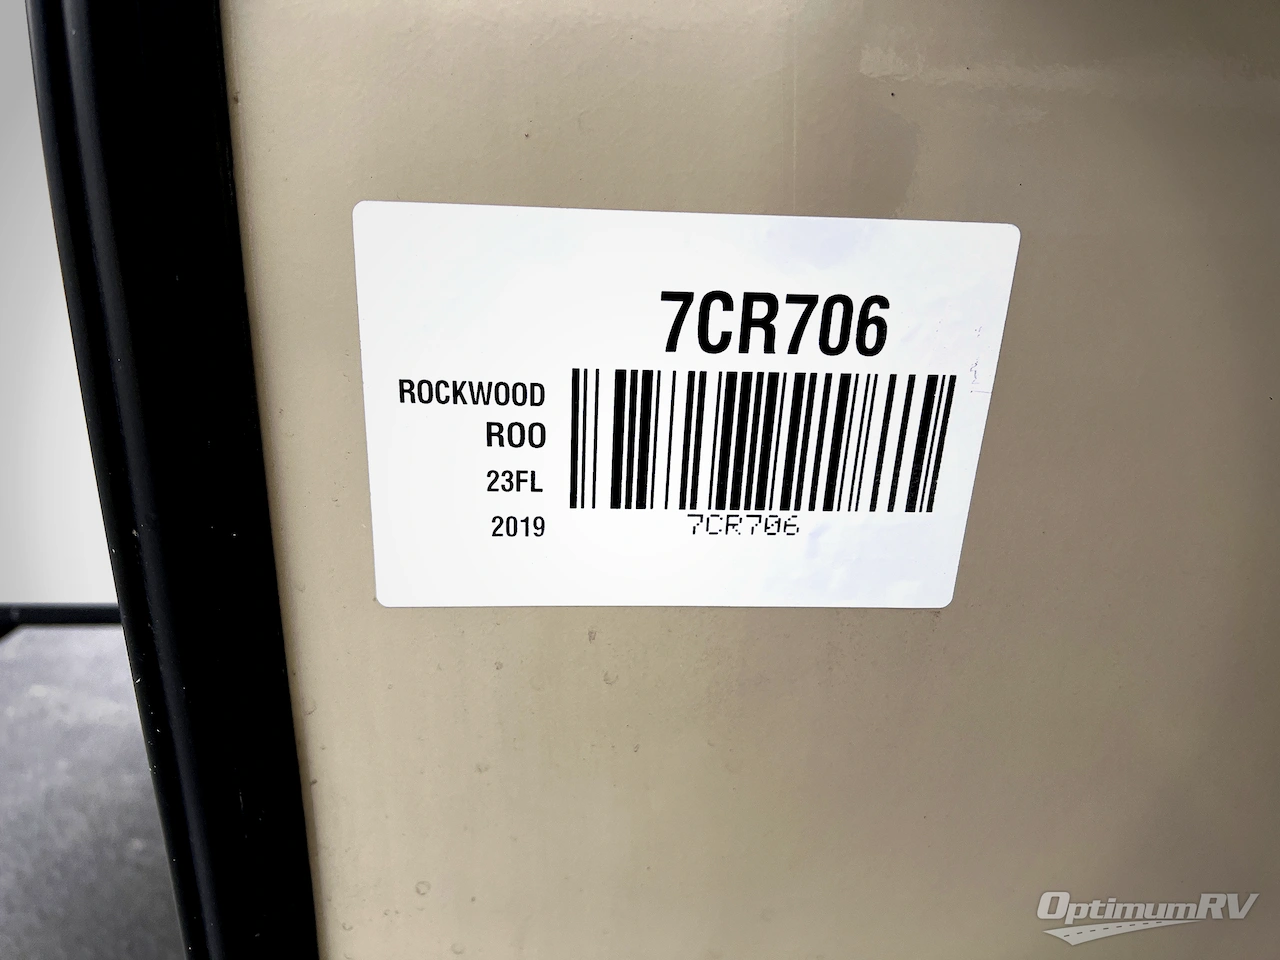 7CR706
ROCKWOOD
ROO
23FL
2019
7CR706
OptimumRV